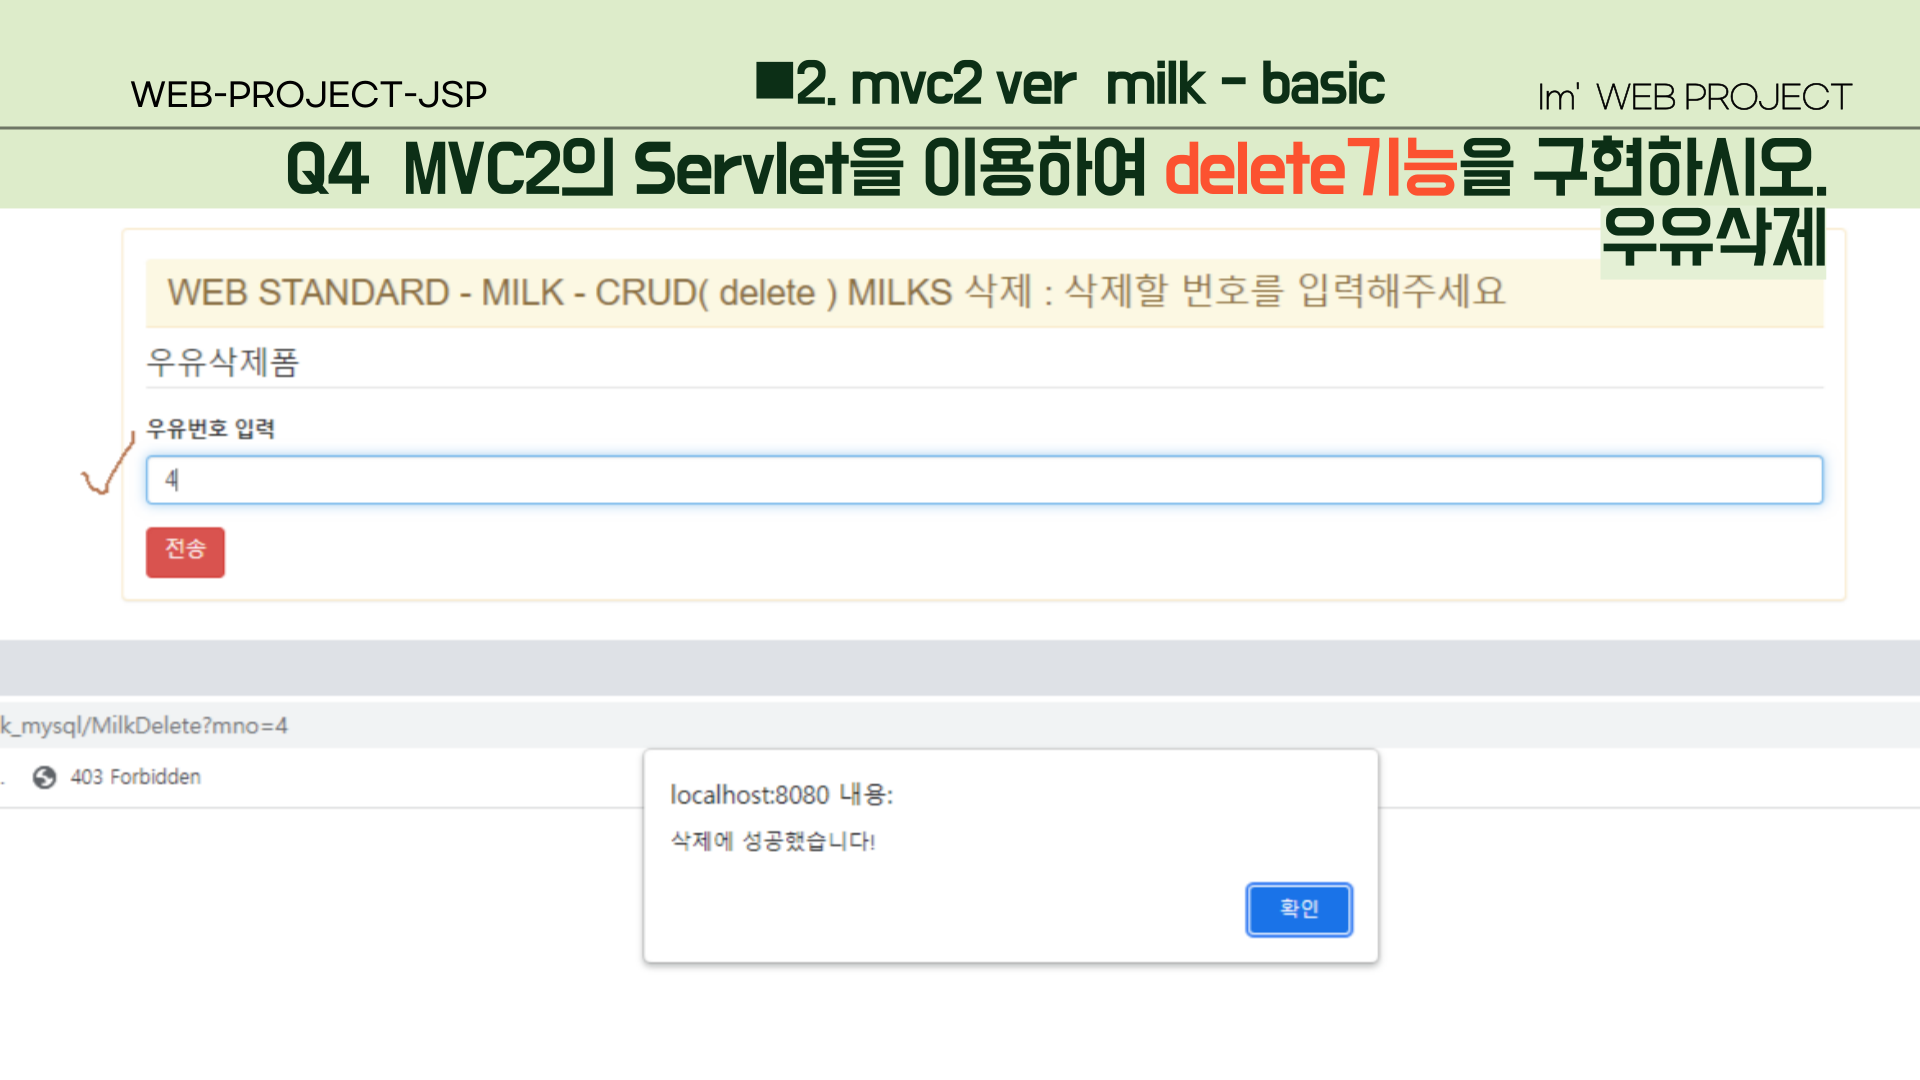 WEB-PROJECT-JSP
■2. mvc2 ver milk - basic
Im' WEB PROJECT
Q4 MVC2의 Servlet을 이용하여 delete기능을 구현하시오.
우유삭제
WEB STANDARD - MILK - CRUD( delete ) MILKS 삭제 : 삭제할 번호를 입력해주세요
우유삭제폼
우유번호 입력
4
전송
k_mysql/MilkDelete?mno=4
. 403 Forbidden
localhost:8080 내용:
삭제에 성공했습니다!
확인